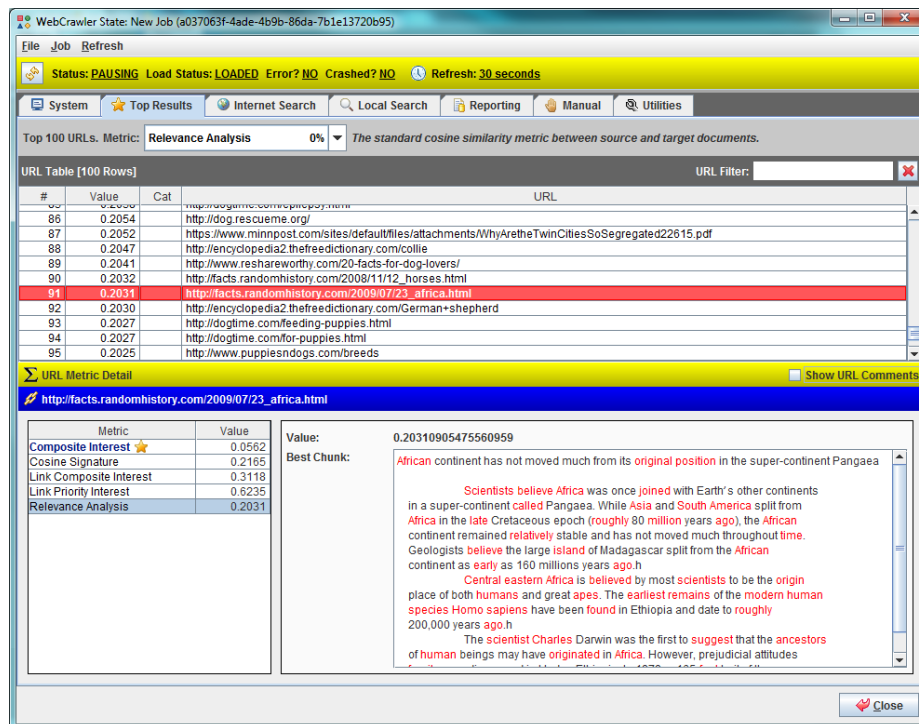 WebCrawler State: New Job (a037063f-4ade-4b9b-86da-7b1e13720b95)
File Job Refresh
Status: PAUSING Load Status: LOADED Error? NO Crashed? NO Refresh: 30 seconds
System Top Results Internet Search Local Search Reporting Manual Utilities
Top 100 URLs. Metric: Relevance Analysis 0% The standard cosine similarity metric between source and target documents.
URL Table [100 Rows] URL Filter:
# Value Cat URL
85 0.2058 http://dogtime.com/epilepsy.html
86 0.2054 http://dog.rescueme.org/
87 0.2052 https://www.minnpost.com/sites/default/files/attachments/WhyAretheTwinCitiesSoSegregated22615.pdf
88 0.2047 http://encyclopedia2.thefreedictionary.com/collie
89 0.2041 http://www.reshareworthy.com/20-facts-for-dog-lovers/
90 0.2032 http://facts.randomhistory.com/2008/11/12_horses.html
91 0.2031 http://facts.randomhistory.com/2009/07/23_africa.html
92 0.2030 http://encyclopedia2.thefreedictionary.com/German+shepherd
93 0.2027 http://dogtime.com/feeding-puppies.html
94 0.2027 http://dogtime.com/for-puppies.html
95 0.2025 http://www.puppiesndogs.com/breeds
Σ URL Metric Detail Show URL Comments
http://facts.randomhistory.com/2009/07/23_africa.html
Metric Value
Composite Interest 0.0562
Cosine Signature 0.2165
Link Composite Interest 0.3118
Link Priority Interest 0.6235
Relevance Analysis 0.2031
Value: 0.20310905475560959
Best Chunk:
African continent has not moved much from its original position in the super-continent Pangaea
Scientists believe Africa was once joined with Earth's other continents
in a super-continent called Pangaea. While Asia and South America split from
Africa in the late Cretaceous epoch (roughly 80 million years ago), the African
continent remained relatively stable and has not moved much throughout time.
Geologists believe the large island of Madagascar split from the African
continent as early as 160 millions years ago.h
Central eastern Africa is believed by most scientists to be the origin
place of both humans and great apes. The earliest remains of the modern human
species Homo sapiens have been found in Ethiopia and date to roughly
200,000 years ago.h
The scientist Charles Darwin was the first to suggest that the ancestors
of human beings may have originated in Africa. However, prejudicial attitudes
Close